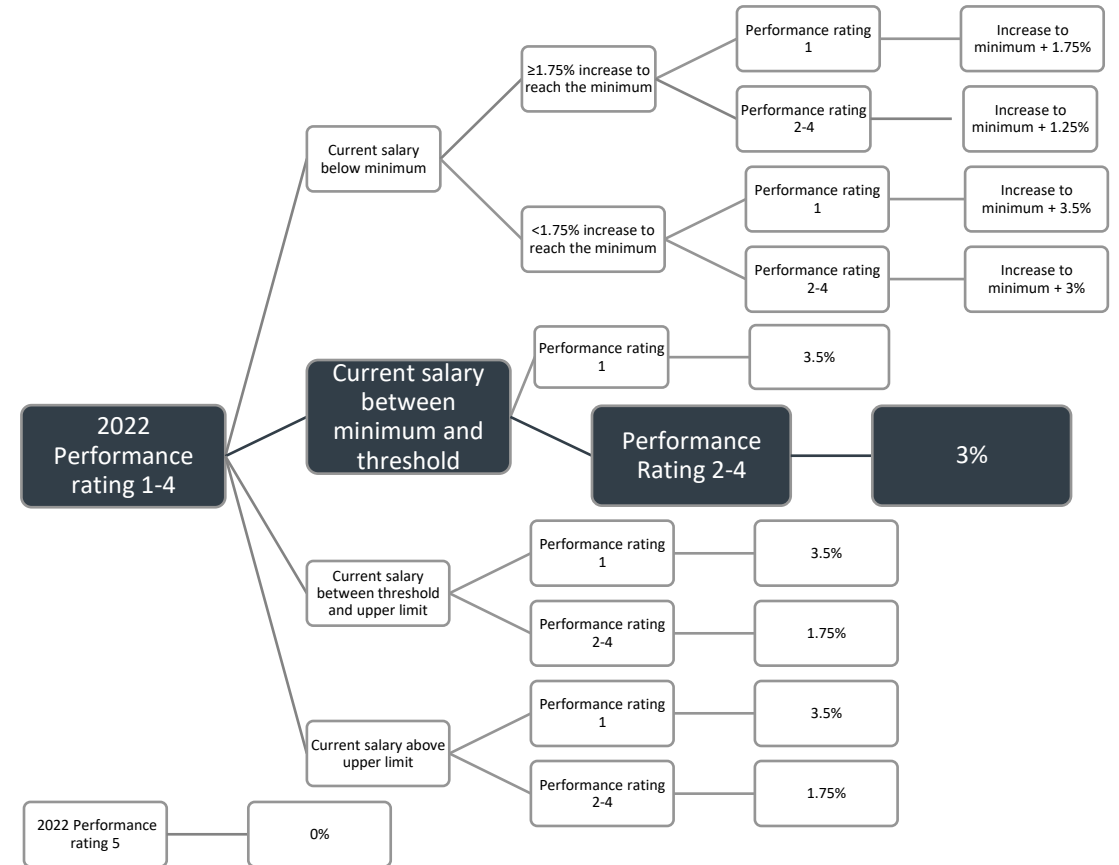 2022
Performance
rating 1-4
Current salary
below minimum
≥1.75% increase to
reach the minimum
Performance rating
1
Increase to
minimum + 1.75%
Performance rating
2-4
Increase to
minimum + 1.25%
<1.75% increase to
reach the minimum
Performance rating
1
Increase to
minimum + 3.5%
Performance rating
2-4
Increase to
minimum + 3%
Current salary
between
minimum and
threshold
Performance rating
1
3.5%
Performance
Rating 2-4
3%
Current salary
between threshold
and upper limit
Performance rating
1
3.5%
Performance rating
2-4
1.75%
Current salary above
upper limit
Performance rating
1
3.5%
Performance rating
2-4
1.75%
2022 Performance
rating 5
0%